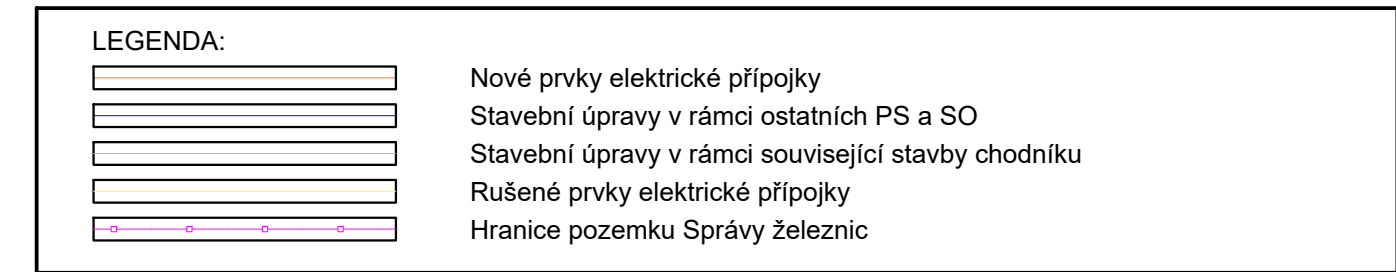 LEGENDA:
Nové prvky elektrické přípojky
Stavební úpravy v rámci ostatních PS a SO
Stavební úpravy v rámci související stavby chodníku
Rušené prvky elektrické přípojky
Hranice pozemku Správy železnic